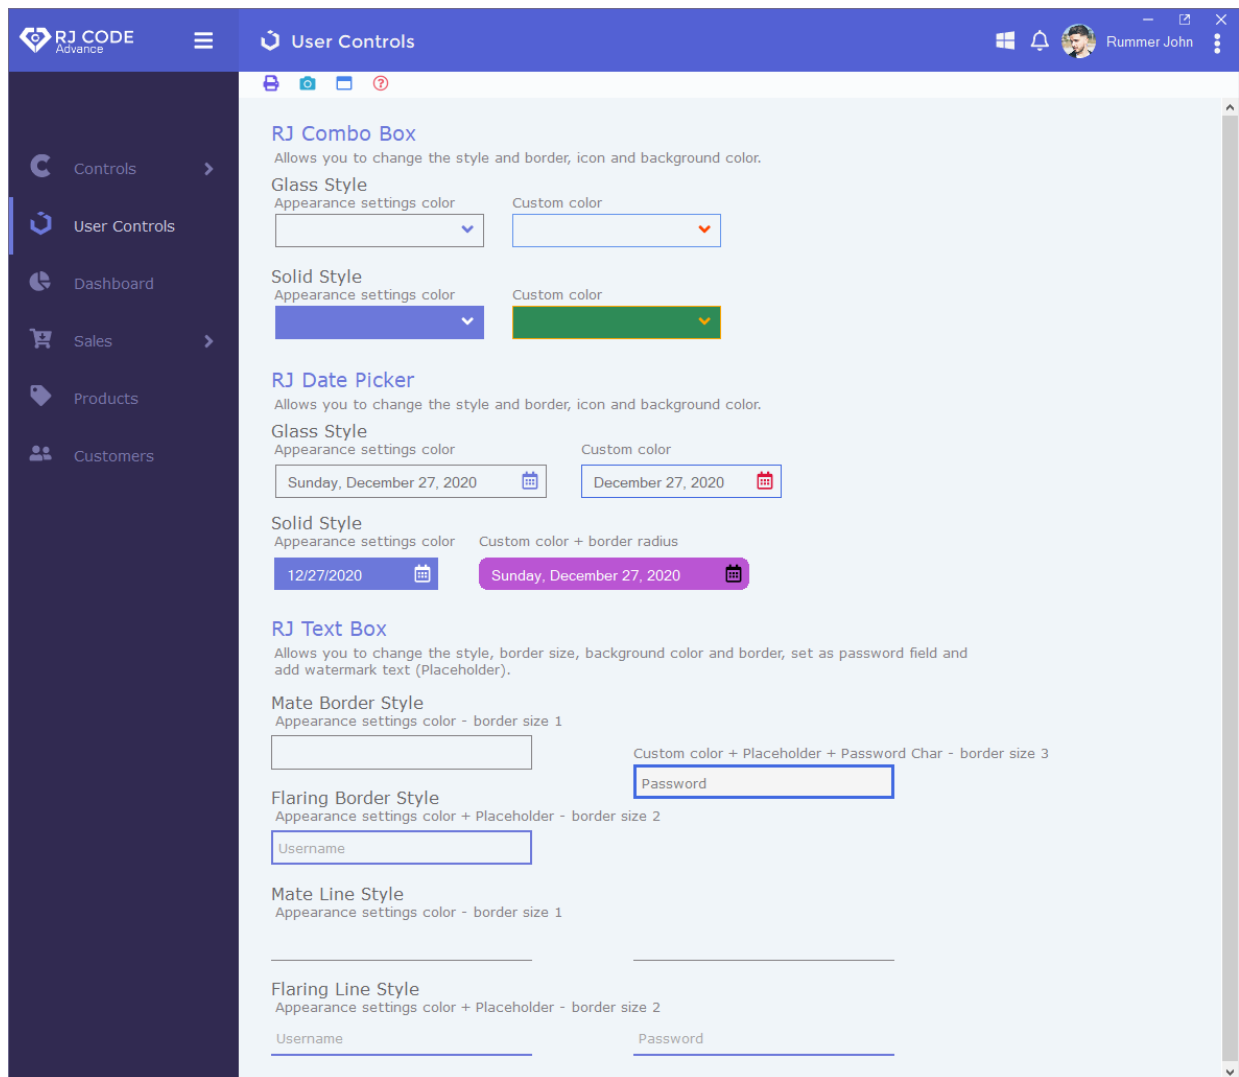 RJ CODE
Advance
User Controls
Rummer John
Controls
User Controls
Dashboard
Sales
Products
Customers
RJ Combo Box
Allows you to change the style and border, icon and background color.
Glass Style
Appearance settings color Custom color
Solid Style
Appearance settings color Custom color
RJ Date Picker
Allows you to change the style and border, icon and background color.
Glass Style
Appearance settings color Custom color
Sunday, December 27, 2020 December 27, 2020
Solid Style
Appearance settings color Custom color + border radius
12/27/2020 Sunday, December 27, 2020
RJ Text Box
Allows you to change the style, border size, background color and border, set as password field and
add watermark text (Placeholder).
Mate Border Style
Appearance settings color - border size 1
Custom color + Placeholder + Password Char - border size 3
Password
Flaring Border Style
Appearance settings color + Placeholder - border size 2
Username
Mate Line Style
Appearance settings color - border size 1
Flaring Line Style
Appearance settings color + Placeholder - border size 2
Username Password